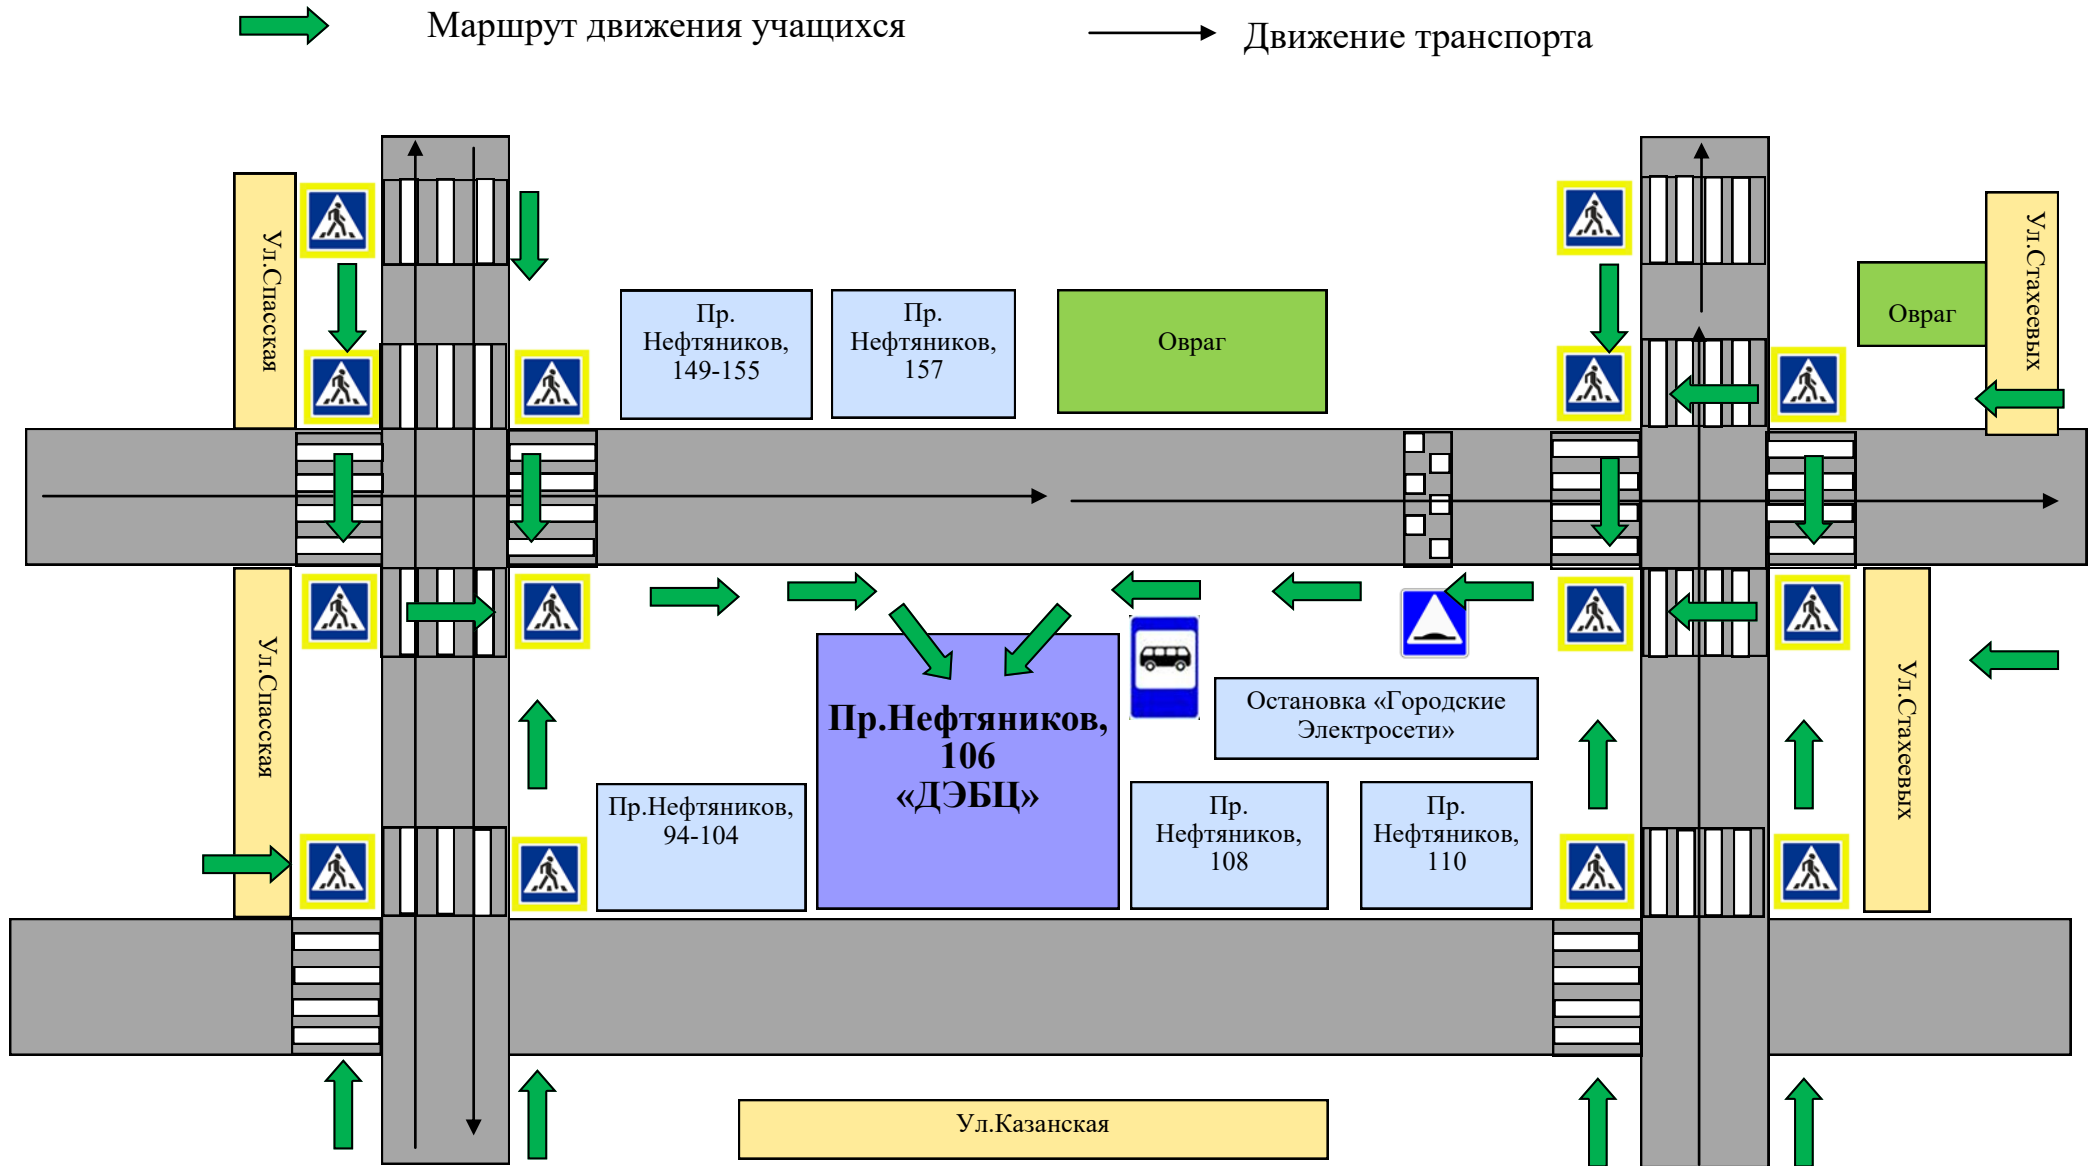 Маршрут движения учащихся
Движение транспорта
Ул.Спасская
Пр.
Нефтяников,
149-155
Пр.
Нефтяников,
157
Овраг
Овраг
Ул.Стахеевых
Ул.Спасская
Пр.Нефтяников,
106
«ДЭБЦ»
Остановка «Городские
Электросети»
Ул.Стахеевых
Пр.Нефтяников,
94-104
Пр.
Нефтяников,
108
Пр.
Нефтяников,
110
Ул.Казанская